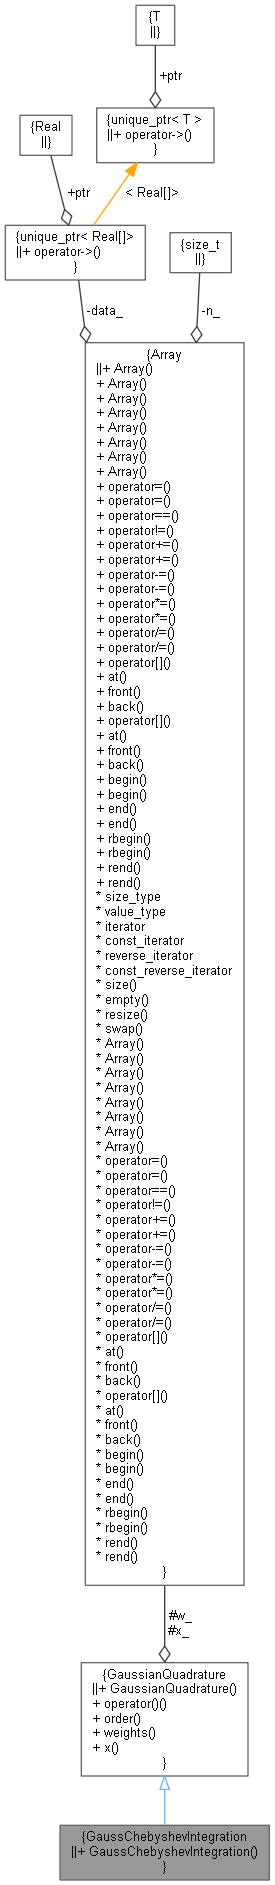 {T
||}
+ptr
{Real
||}
{unique_ptr< T >
||+ operator->()
}
+ptr
< Real[]>
{unique_ptr< Real[]>
||+ operator->()
}
{size_t
||}
-data_
-n_
{Array
||+ Array()
+ Array()
+ Array()
+ Array()
+ Array()
+ Array()
+ Array()
+ Array()
+ operator=()
+ operator=()
+ operator==()
+ operator!=()
+ operator+=()
+ operator+=()
+ operator-=()
+ operator-=()
+ operator*=()
+ operator*=()
+ operator/=()
+ operator/=()
+ operator[]()
+ at()
+ front()
+ back()
+ operator[]()
+ at()
+ front()
+ back()
+ begin()
+ begin()
+ end()
+ end()
+ rbegin()
+ rbegin()
+ rend()
+ rend()
* size_type
* value_type
* iterator
* const_iterator
* reverse_iterator
* const_reverse_iterator
* size()
* empty()
* resize()
* swap()
* Array()
* Array()
* Array()
* Array()
* Array()
* Array()
* Array()
* Array()
* operator=()
* operator=()
* operator==()
* operator!=()
* operator+=()
* operator+=()
* operator-=()
* operator-=()
* operator*=()
* operator*=()
* operator/=()
* operator/=()
* operator[]()
* at()
* front()
* back()
* operator[]()
* at()
* front()
* back()
* begin()
* begin()
* end()
* end()
* rbegin()
* rbegin()
* rend()
* rend()
}
#w_
#x_
{GaussianQuadrature
||+ GaussianQuadrature()
+ operator()()
+ order()
+ weights()
+ x()
}
{GaussChebyshevIntegration
||+ GaussChebyshevIntegration()
}